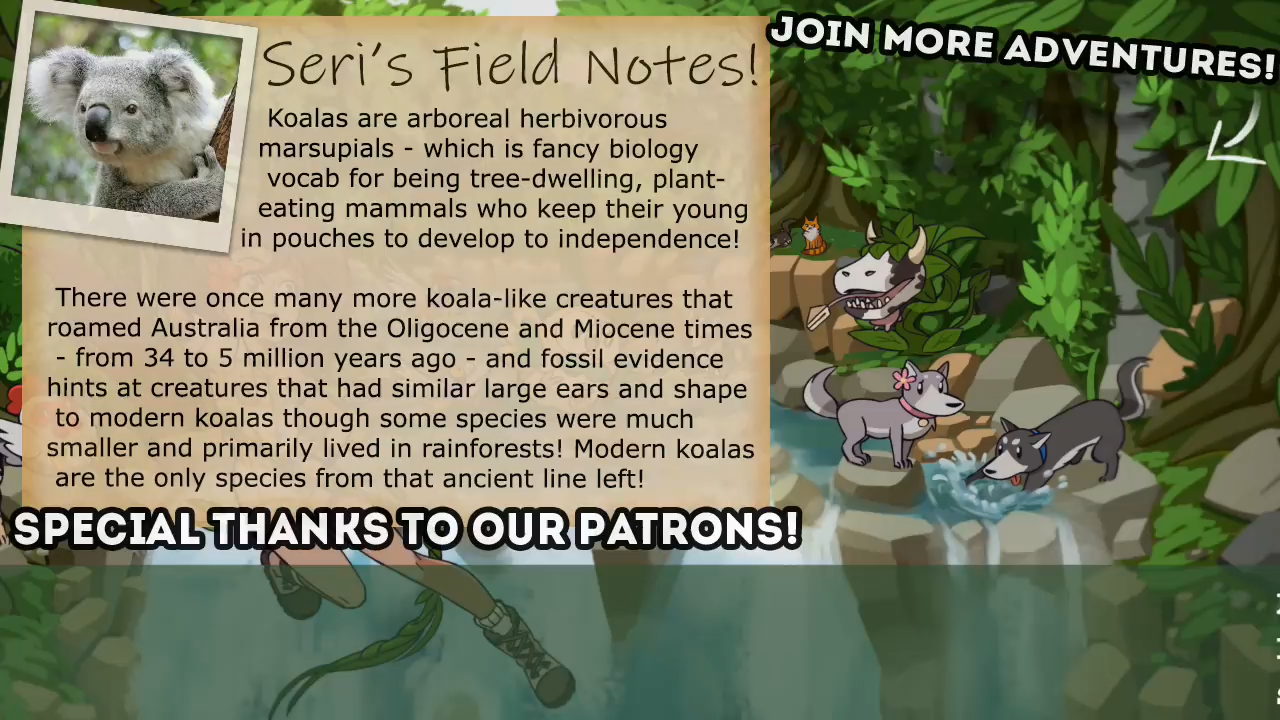 Seri's Field Notes!
JOIN MORE ADVENTURES!
Koalas are arboreal herbivorous
marsupials - which is fancy biology
vocab for being tree-dwelling, plant-
eating mammals who keep their young
in pouches to develop to independence!
There were once many more koala-like creatures that
roamed Australia from the Oligocene and Miocene times
- from 34 to 5 million years ago - and fossil evidence
hints at creatures that had similar large ears and shape
to modern koalas though some species were much
smaller and primarily lived in rainforests! Modern koalas
are the only species from that ancient line left!
SPECIAL THANKS TO OUR PATRONS!